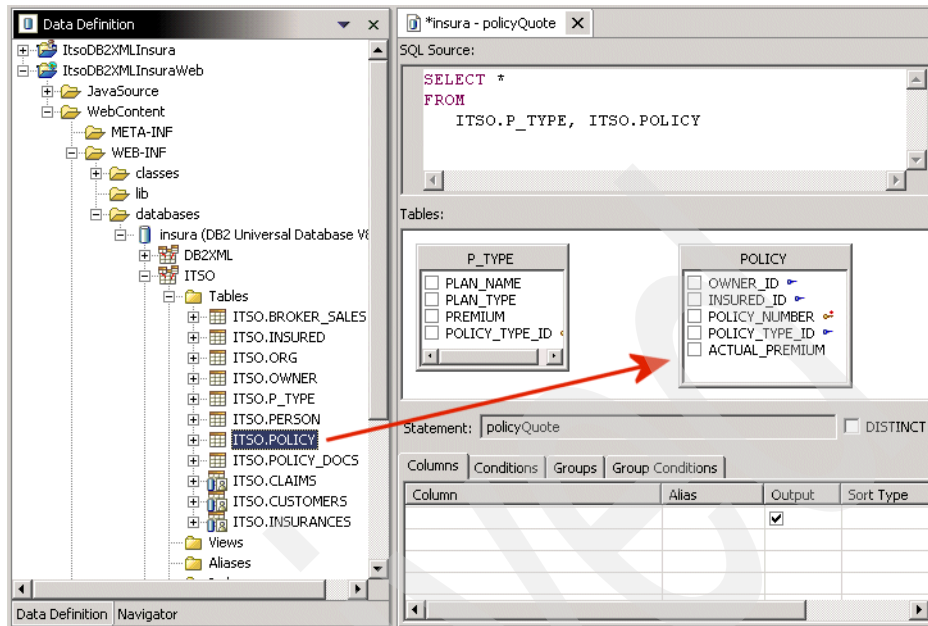 Data Definition
ItsoDB2XMLInsura
ItsoDB2XMLInsuraWeb
JavaSource
WebContent
META-INF
WEB-INF
classes
lib
databases
insura (DB2 Universal Database V8
DB2XML
ITSO
Tables
ITSO.BROKER_SALES
ITSO.INSURED
ITSO.ORG
ITSO.OWNER
ITSO.P_TYPE
ITSO.PERSON
ITSO.POLICY
ITSO.POLICY_DOCS
ITSO.CLAIMS
ITSO.CUSTOMERS
ITSO.INSURANCES
Views
Aliases
Data Definition Navigator
*insura - policyQuote
SQL Source:
SELECT *
FROM
ITSO.P_TYPE, ITSO.POLICY
Tables:
P_TYPE
PLAN_NAME
PLAN_TYPE
PREMIUM
POLICY_TYPE_ID
POLICY
OWNER_ID
INSURED_ID
POLICY_NUMBER
POLICY_TYPE_ID
ACTUAL_PREMIUM
Statement: policyQuote DISTINCT
Columns Conditions Groups Group Conditions
Column Alias Output Sort Type